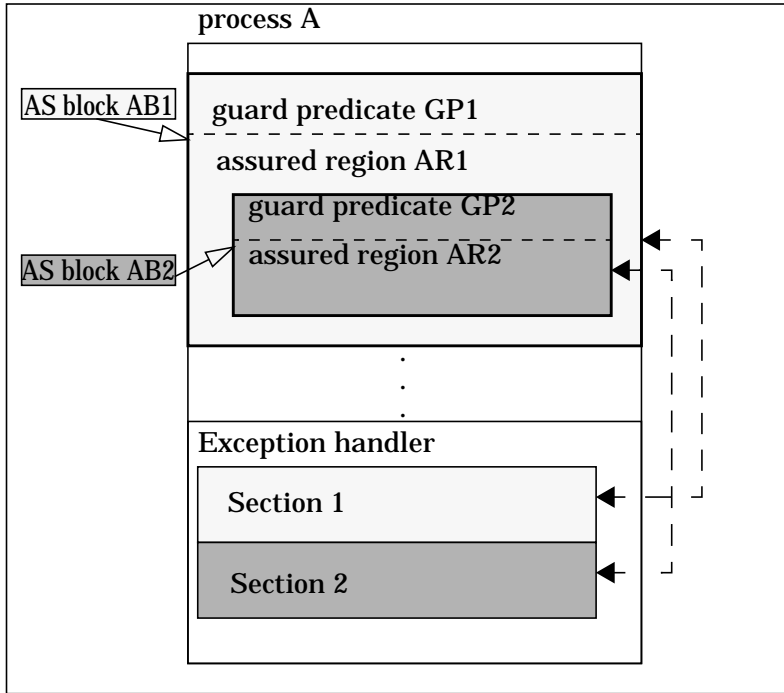 process A
AS block AB1
guard predicate GP1
assured region AR1
guard predicate GP2
AS block AB2
assured region AR2
.
.
.
Exception handler
Section 1
Section 2